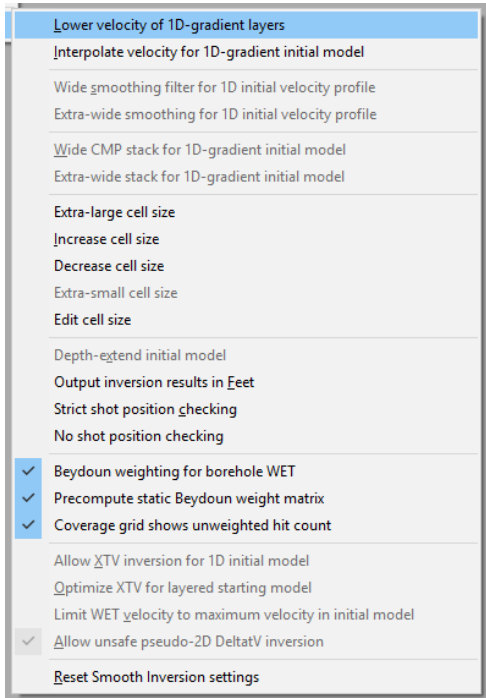 Lower velocity of 1D-gradient layers
Interpolate velocity for 1D-gradient initial model
Wide smoothing filter for 1D initial velocity profile
Extra-wide smoothing for 1D initial velocity profile
Wide CMP stack for 1D-gradient initial model
Extra-wide stack for 1D-gradient initial model
Extra-large cell size
Increase cell size
Decrease cell size
Extra-small cell size
Edit cell size
Depth-extend initial model
Output inversion results in Feet
Strict shot position checking
No shot position checking
Beydoun weighting for borehole WET
Precompute static Beydoun weight matrix
Coverage grid shows unweighted hit count
Allow XTV inversion for 1D initial model
Optimize XTV for layered starting model
Limit WET velocity to maximum velocity in initial model
Allow unsafe pseudo-2D DeltatV inversion
Reset Smooth Inversion settings